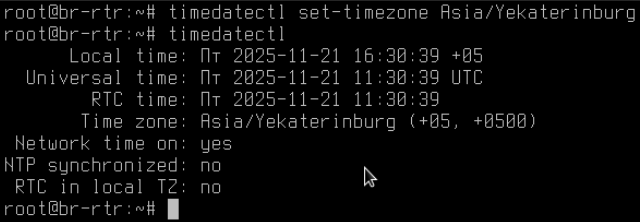 root@br-rtr:~# timedatectl set-timezone Asia/Yekaterinburg
root@br-rtr:~# timedatectl
Local time: Пт 2025-11-21 16:30:39 +05
Universal time: Пт 2025-11-21 11:30:39 UTC
RTC time: Пт 2025-11-21 11:30:39
Time zone: Asia/Yekaterinburg (+05, +0500)
Network time on: yes
NTP synchronized: no
RTC in local TZ: no
root@br-rtr:~#